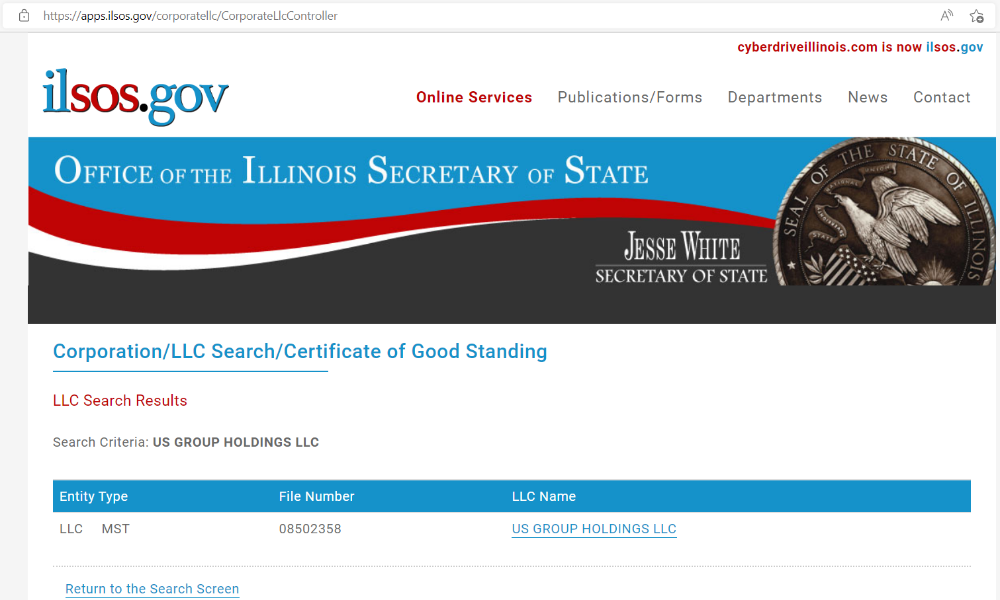 https://apps.ilsos.gov/corporatellc/CorporateLlcController
cyberdriveillinois.com is now ilsos.gov
ilsos.gov
Online Services Publications/Forms Departments News Contact
OFFICE OF THE ILLINOIS SECRETARY OF STATE
SEAL OF THE STATE OF ILLINOIS
NATIONAL UNION
STATE
JESSE WHITE
SECRETARY OF STATE
Corporation/LLC Search/Certificate of Good Standing
LLC Search Results
Search Criteria: US GROUP HOLDINGS LLC
Entity Type File Number LLC Name
LLC MST 08502358 US GROUP HOLDINGS LLC
Return to the Search Screen